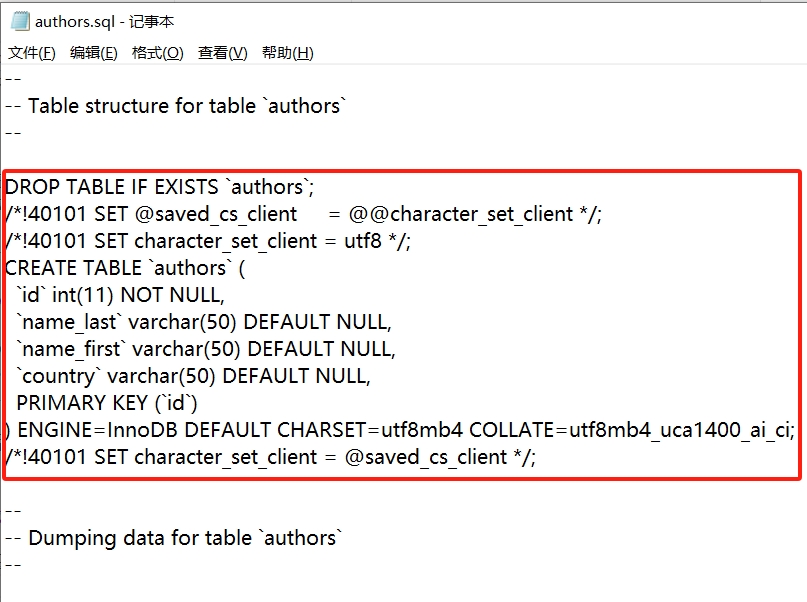 authors.sql - 记事本
文件(F) 编辑(E) 格式(O) 查看(V) 帮助(H)
--
-- Table structure for table `authors`
--
DROP TABLE IF EXISTS `authors`;
/*!40101 SET @saved_cs_client     = @@character_set_client */;
/*!40101 SET character_set_client = utf8 */;
CREATE TABLE `authors` (
  `id` int(11) NOT NULL,
  `name_last` varchar(50) DEFAULT NULL,
  `name_first` varchar(50) DEFAULT NULL,
  `country` varchar(50) DEFAULT NULL,
  PRIMARY KEY (`id`)
) ENGINE=InnoDB DEFAULT CHARSET=utf8mb4 COLLATE=utf8mb4_uca1400_ai_ci;
/*!40101 SET character_set_client = @saved_cs_client */;
--
-- Dumping data for table `authors`
--